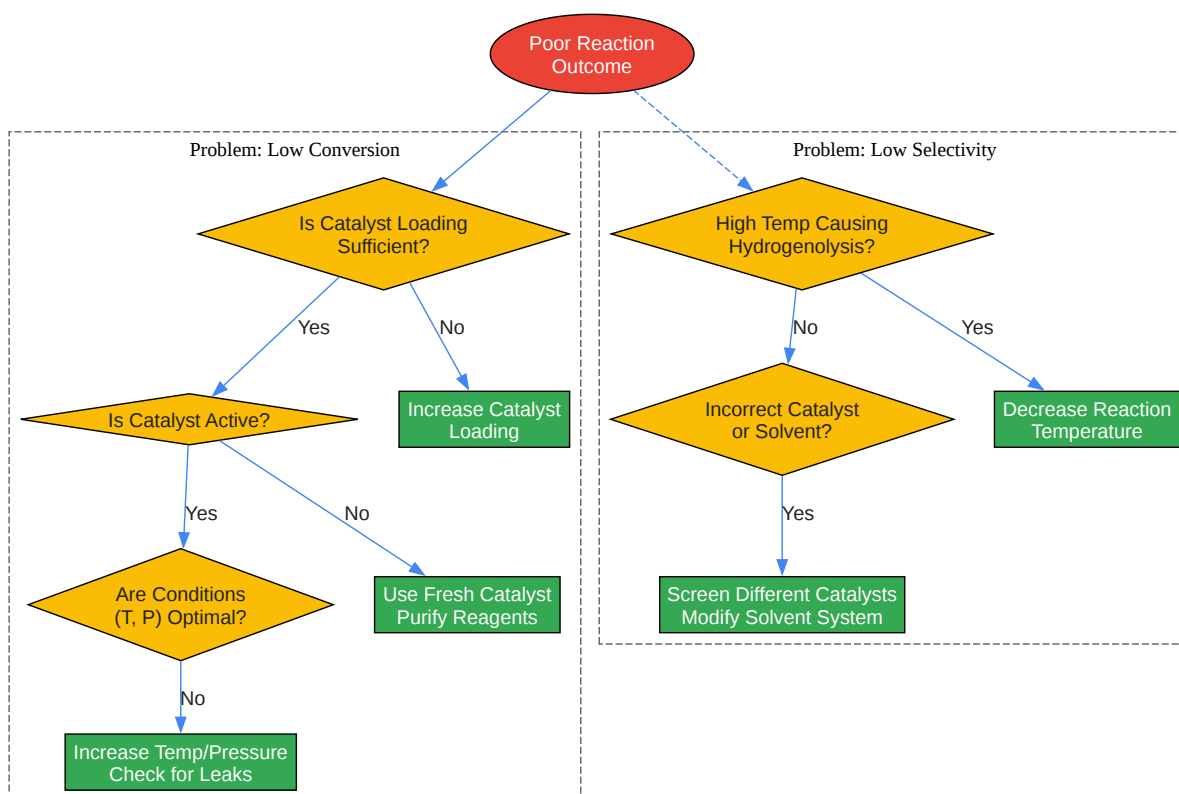 Poor Reaction
Outcome
Problem: Low Conversion
Problem: Low Selectivity
Is Catalyst Loading
Sufficient?
High Temp Causing
Hydrogenolysis?
Yes
No
No
Yes
Is Catalyst Active?
Increase Catalyst
Loading
Incorrect Catalyst
or Solvent?
Decrease Reaction
Temperature
Yes
No
Yes
Are Conditions
(T, P) Optimal?
Use Fresh Catalyst
Purify Reagents
Screen Different Catalysts
Modify Solvent System
No
Increase Temp/Pressure
Check for Leaks